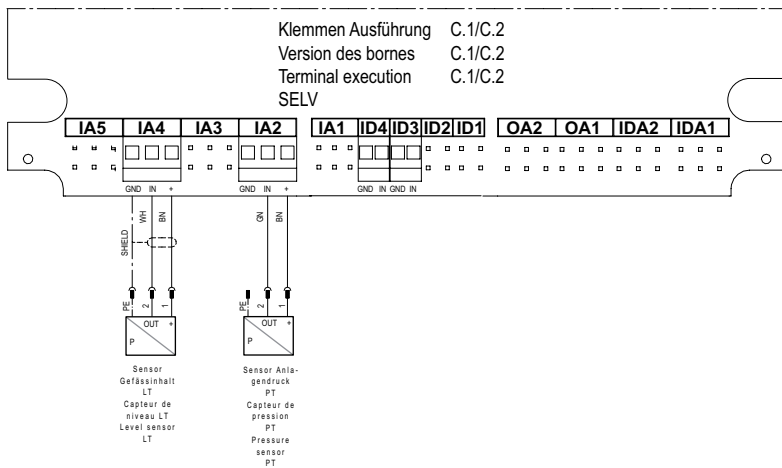 Klemmen Ausführung C.1/C.2
Version des bornes C.1/C.2
Terminal execution C.1/C.2
SELV
IA5 IA4 IA3 IA2 IA1 ID4 ID3 ID2 ID1 OA2 OA1 IDA2 IDA1
GND IN + GND IN + GND IN GND IN
SHIELD WH BN GN BN
PE 2 1 PE 2 1
OUT + OUT +
P P
Sensor
Gefässinhalt
LT
Capteur de
niveau LT
Level sensor
LT
Sensor Anla-
gendruck
PT
Capteur de
pression
PT
Pressure
sensor
PT